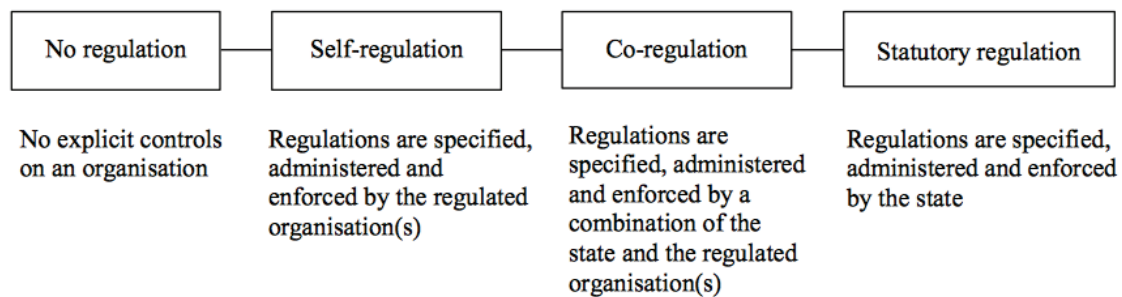 No regulation
Self-regulation
Co-regulation
Statutory regulation
No explicit controls
on an organisation
Regulations are specified,
administered and
enforced by the regulated
organisation(s)
Regulations are
specified, administered
and enforced by a
combination of the
state and the regulated
organisation(s)
Regulations are specified,
administered and enforced
by the state